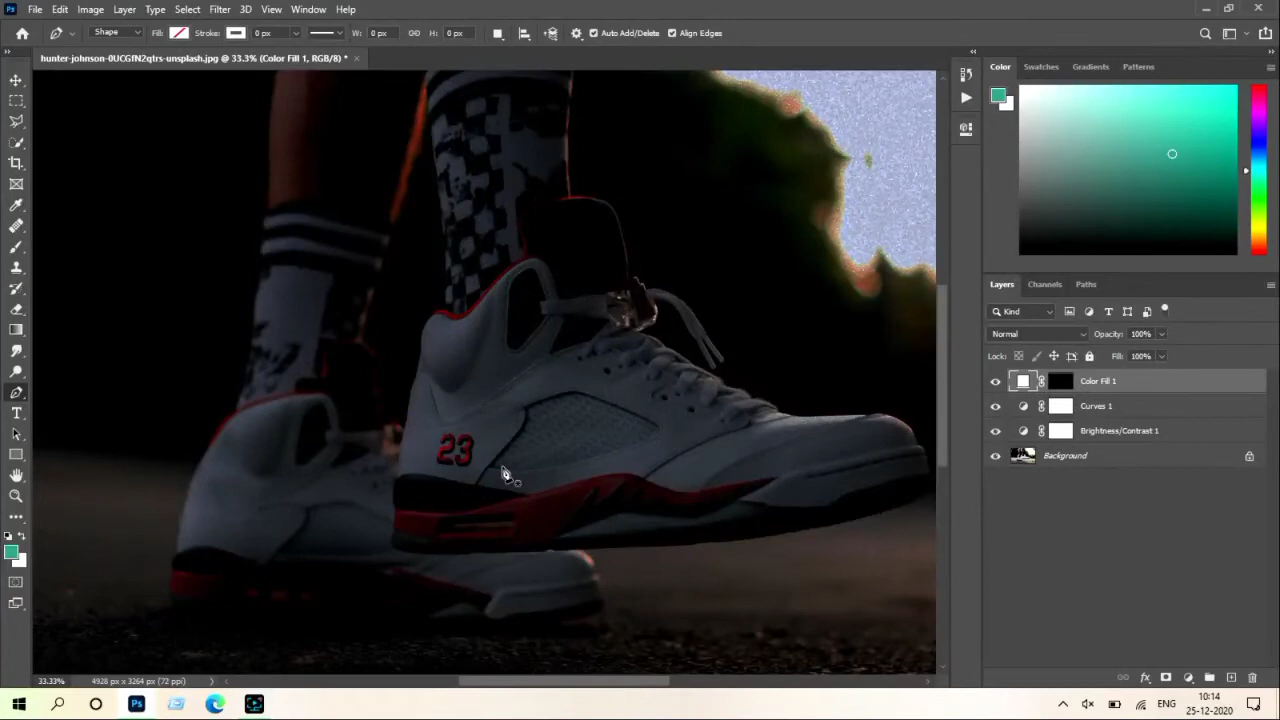 Ps File Edit Image Layer Type Select Filter 3D View Window Help
Shape Fill: Stroke: 0 px W: 0 px H: 0 px Auto Add/Delete Align Edges
hunter-johnson-0UCGfN2qtrs-unsplash.jpg @ 33.3% (Color Fill 1, RGB/8) *
Color Swatches Gradients Patterns
Layers Channels Paths
Kind
Normal Opacity: 100%
Lock: Fill: 100%
Color Fill 1
Curves 1
Brightness/Contrast 1
Background
23
33.33% 4928 px x 3264 px (72 ppi)
Ps ENG 10:14
25-12-2020